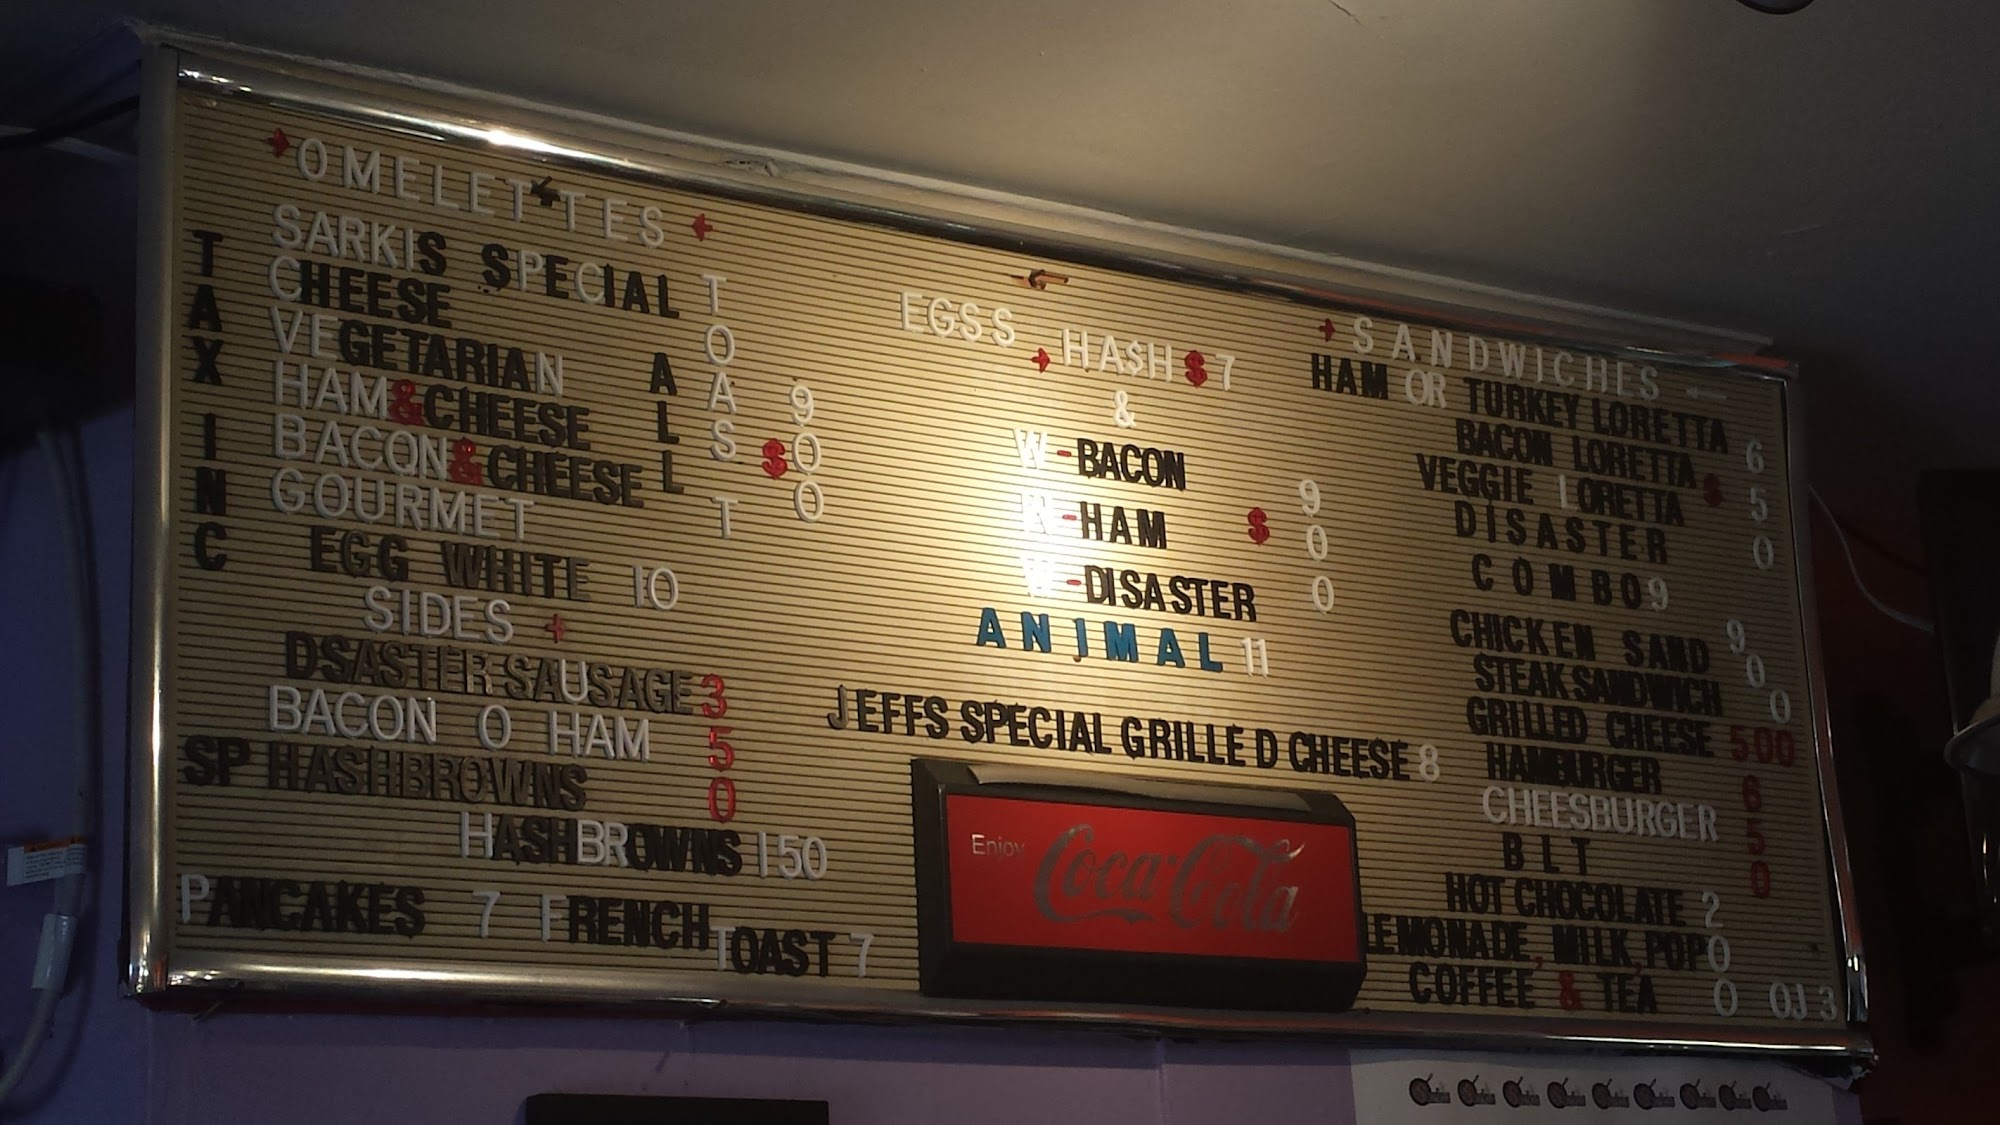 OMELETTES
SARKIS SPECIAL
CHEESE
VEGETARIAN
HAM&CHEESE
BACON&CHEESE
GOURMET
EGG WHITE 10
TAX INC
ALL
TOAST
$900
SIDES
DSASTER SAUSAGE
BACON O HAM
SP HASHBROWNS
350
HASHBROWNS 150
PANCAKES 7 FRENCH TOAST 7
EGSS HA$H $7
&
W-BACON
W-HAM
W-DISASTER
$900
ANIMAL 11
JEFFS SPECIAL GRILLE D CHEESE 8
Enjoy
Coca-Cola
SANDWICHES
HAM OR TURKEY LORETTA
BACON LORETTA
VEGGIE LORETTA
DISASTER
$650
COMBO 9
CHICKEN SAND
STEAK SANDWICH
900
GRILLED CHEESE 500
HAMBURGER
CHEESBURGER
BLT
650
HOT CHOCOLATE
LEMONADE, MILK, POP
COFFEE & TEA
200
OJ 3